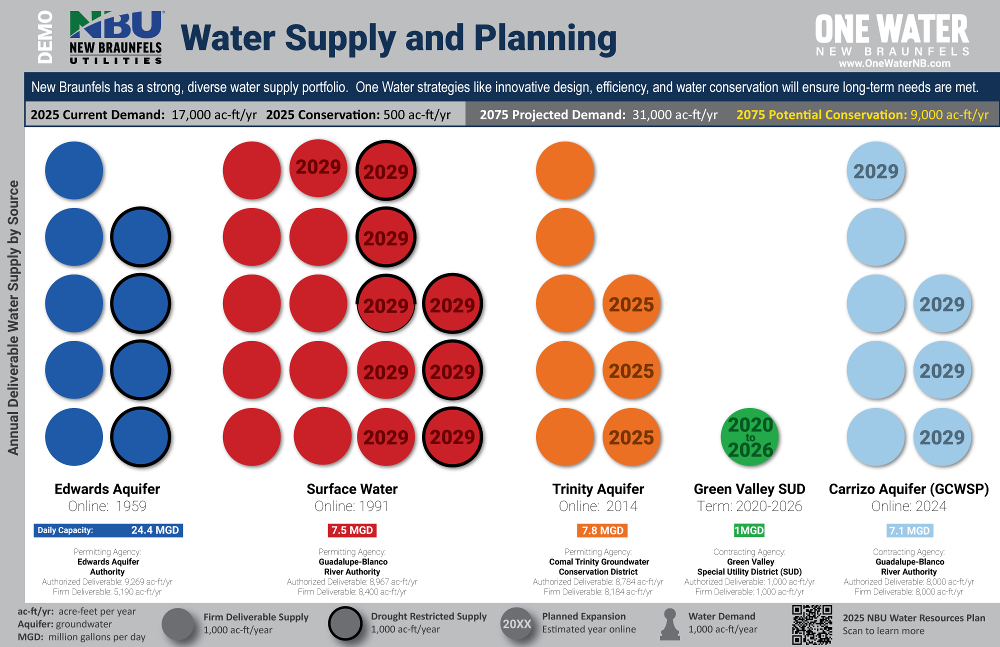 DEMO
NBU®
NEW BRAUNFELS
UTILITIES
Water Supply and Planning
ONE WATER
NEW BRAUNFELS
www.OneWaterNB.com
New Braunfels has a strong, diverse water supply portfolio. One Water strategies like innovative design, efficiency, and water conservation will ensure long-term needs are met.
2025 Current Demand: 17,000 ac-ft/yr 2025 Conservation: 500 ac-ft/yr 2075 Projected Demand: 31,000 ac-ft/yr 2075 Potential Conservation: 9,000 ac-ft/yr
Annual Deliverable Water Supply by Source
2029 2029 2029
2029
2029 2029 2025 2029
2029 2029 2025 2029
2029 2029 2025 2020 to 2026 2029
Edwards Aquifer
Online: 1959
Daily Capacity: 24.4 MGD
Permitting Agency:
Edwards Aquifer
Authority
Authorized Deliverable: 9,269 ac-ft/yr
Firm Deliverable: 5,190 ac-ft/yr
Surface Water
Online: 1991
7.5 MGD
Permitting Agency:
Guadalupe-Blanco
River Authority
Authorized Deliverable: 8,967 ac-ft/yr
Firm Deliverable: 8,400 ac-ft/yr
Trinity Aquifer
Online: 2014
7.8 MGD
Permitting Agency:
Comal Trinity Groundwater
Conservation District
Authorized Deliverable: 8,784 ac-ft/yr
Firm Deliverable: 8,184 ac-ft/yr
Green Valley SUD
Term: 2020-2026
1MGD
Contracting Agency:
Green Valley
Special Utility District (SUD)
Authorized Deliverable: 1,000 ac-ft/yr
Firm Deliverable: 1,000 ac-ft/yr
Carrizo Aquifer (GCWSP)
Online: 2024
7.1 MGD
Contracting Agency:
Guadalupe-Blanco
River Authority
Authorized Deliverable: 8,000 ac-ft/yr
Firm Deliverable: 8,000 ac-ft/yr
ac-ft/yr: acre-feet per year
Aquifer: groundwater
MGD: million gallons per day
Firm Deliverable Supply
1,000 ac-ft/year
Drought Restricted Supply
1,000 ac-ft/year
20XX
Planned Expansion
Estimated year online
Water Demand
1,000 ac-ft/year
2025 NBU Water Resources Plan
Scan to learn more